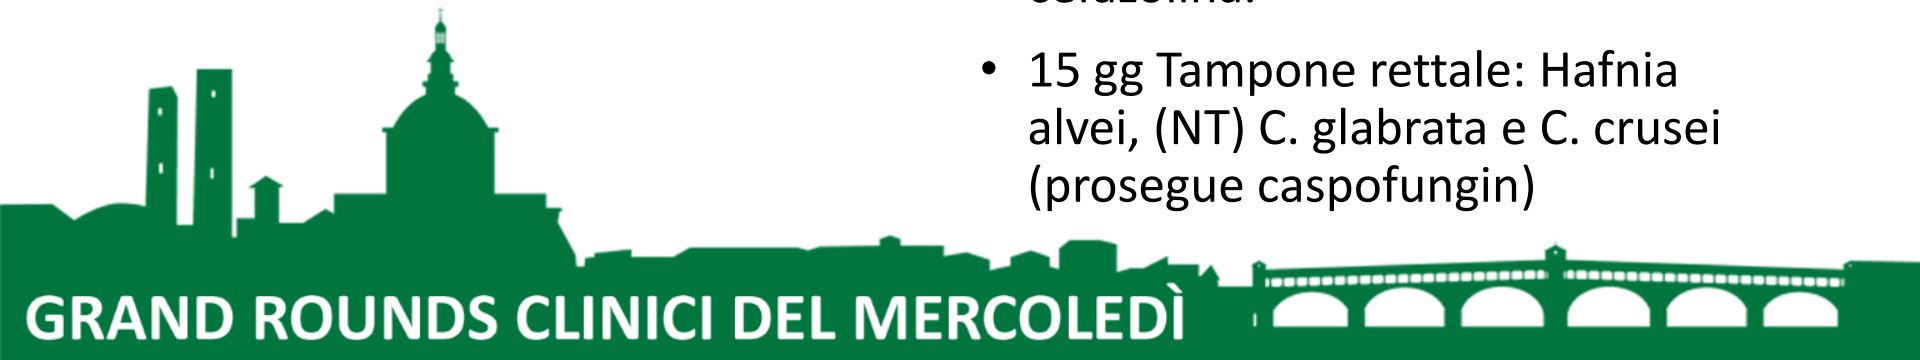 • 15 gg Tampone rettale: Hafnia
alvei, (NT) C. glabrata e C. crusei
(prosegue caspofungin)
GRAND ROUNDS CLINICI DEL MERCOLEDÌ